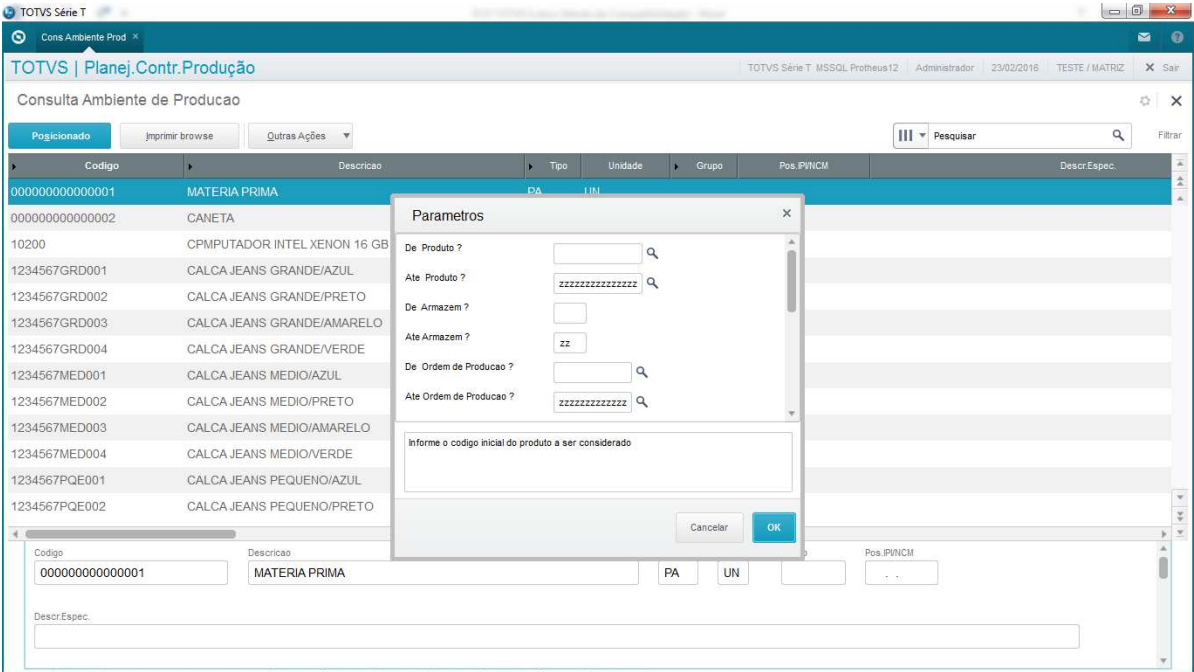 TOTVS Série T
Cons Ambiente Prod ×
TOTVS | Planej.Contr.Produção
TOTVS Série T MSSQL Protheus12 Administrador 23/02/2016 TESTE / MATRIZ Sair
Consulta Ambiente de Producao
Posicionado Imprimir browse Outras Ações Pesquisar Filtrar
Codigo Descricao Tipo Unidade Grupo Pos.IPI/NCM Descr.Espec.
000000000000001 MATERIA PRIMA PA UN
000000000000002 CANETA
10200 CPMPUTADOR INTEL XENON 16 GB
1234567GRD001 CALCA JEANS GRANDE/AZUL
1234567GRD002 CALCA JEANS GRANDE/PRETO
1234567GRD003 CALCA JEANS GRANDE/AMARELO
1234567GRD004 CALCA JEANS GRANDE/VERDE
1234567MED001 CALCA JEANS MEDIO/AZUL
1234567MED002 CALCA JEANS MEDIO/PRETO
1234567MED003 CALCA JEANS MEDIO/AMARELO
1234567MED004 CALCA JEANS MEDIO/VERDE
1234567PQE001 CALCA JEANS PEQUENO/AZUL
1234567PQE002 CALCA JEANS PEQUENO/PRETO
Parametros
De Produto ?
Ate Produto ? zzzzzzzzzzzzzzz
De Armazem ?
Ate Armazem ? zz
De Ordem de Producao ?
Ate Ordem de Producao ? zzzzzzzzzzzzz
Informe o codigo inicial do produto a ser considerado
Cancelar OK
Codigo Descricao Pos.IPI/NCM
000000000000001 MATERIA PRIMA PA UN . .
Descr.Espec.